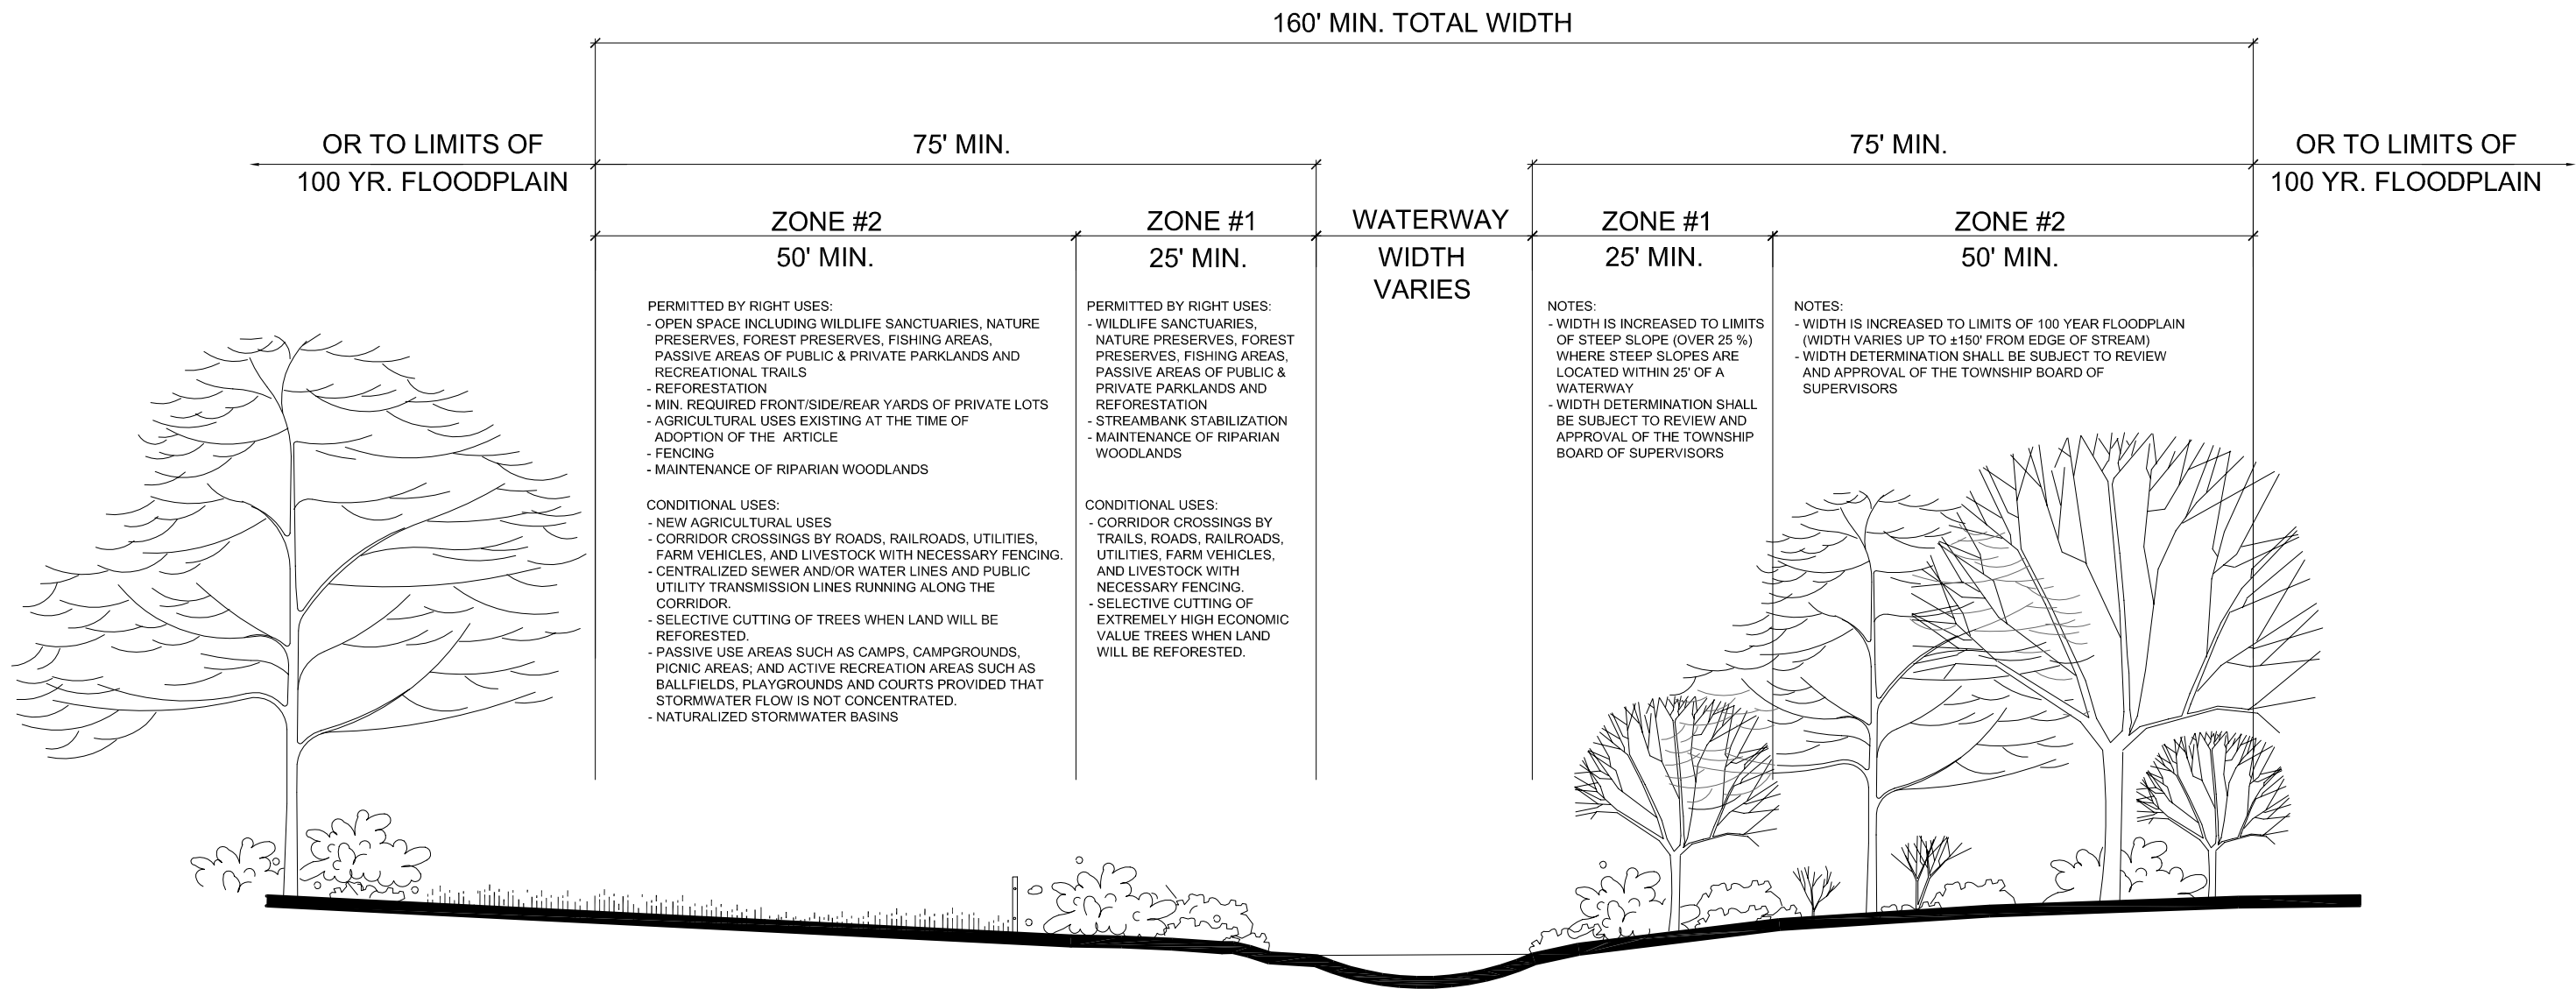 160' MIN. TOTAL WIDTH
OR TO LIMITS OF
100 YR. FLOODPLAIN
75' MIN.
75' MIN.
OR TO LIMITS OF
100 YR. FLOODPLAIN
ZONE #2
50' MIN.
ZONE #1
25' MIN.
WATERWAY
WIDTH
VARIES
ZONE #1
25' MIN.
ZONE #2
50' MIN.
PERMITTED BY RIGHT USES:
- OPEN SPACE INCLUDING WILDLIFE SANCTUARIES, NATURE
PRESERVES, FOREST PRESERVES, FISHING AREAS,
PASSIVE AREAS OF PUBLIC & PRIVATE PARKLANDS AND
RECREATIONAL TRAILS
- REFORESTATION
- MIN. REQUIRED FRONT/SIDE/REAR YARDS OF PRIVATE LOTS
- AGRICULTURAL USES EXISTING AT THE TIME OF
ADOPTION OF THE ARTICLE
- FENCING
- MAINTENANCE OF RIPARIAN WOODLANDS
CONDITIONAL USES:
- NEW AGRICULTURAL USES
- CORRIDOR CROSSINGS BY ROADS, RAILROADS, UTILITIES,
FARM VEHICLES, AND LIVESTOCK WITH NECESSARY FENCING.
- CENTRALIZED SEWER AND/OR WATER LINES AND PUBLIC
UTILITY TRANSMISSION LINES RUNNING ALONG THE
CORRIDOR.
- SELECTIVE CUTTING OF TREES WHEN LAND WILL BE
REFORESTED.
- PASSIVE USE AREAS SUCH AS CAMPS, CAMPGROUNDS,
PICNIC AREAS; AND ACTIVE RECREATION AREAS SUCH AS
BALLFIELDS, PLAYGROUNDS AND COURTS PROVIDED THAT
STORMWATER FLOW IS NOT CONCENTRATED.
- NATURALIZED STORMWATER BASINS
PERMITTED BY RIGHT USES:
- WILDLIFE SANCTUARIES,
NATURE PRESERVES, FOREST
PRESERVES, FISHING AREAS,
PASSIVE AREAS OF PUBLIC &
PRIVATE PARKLANDS AND
REFORESTATION
- STREAMBANK STABILIZATION
- MAINTENANCE OF RIPARIAN
WOODLANDS
CONDITIONAL USES:
- CORRIDOR CROSSINGS BY
TRAILS, ROADS, RAILROADS,
UTILITIES, FARM VEHICLES,
AND LIVESTOCK WITH
NECESSARY FENCING.
- SELECTIVE CUTTING OF
EXTREMELY HIGH ECONOMIC
VALUE TREES WHEN LAND
WILL BE REFORESTED.
NOTES:
- WIDTH IS INCREASED TO LIMITS
OF STEEP SLOPE (OVER 25 %)
WHERE STEEP SLOPES ARE
LOCATED WITHIN 25' OF A
WATERWAY
- WIDTH DETERMINATION SHALL
BE SUBJECT TO REVIEW AND
APPROVAL OF THE TOWNSHIP
BOARD OF SUPERVISORS
NOTES:
- WIDTH IS INCREASED TO LIMITS OF 100 YEAR FLOODPLAIN
(WIDTH VARIES UP TO ±150' FROM EDGE OF STREAM)
- WIDTH DETERMINATION SHALL BE SUBJECT TO REVIEW
AND APPROVAL OF THE TOWNSHIP BOARD OF
SUPERVISORS